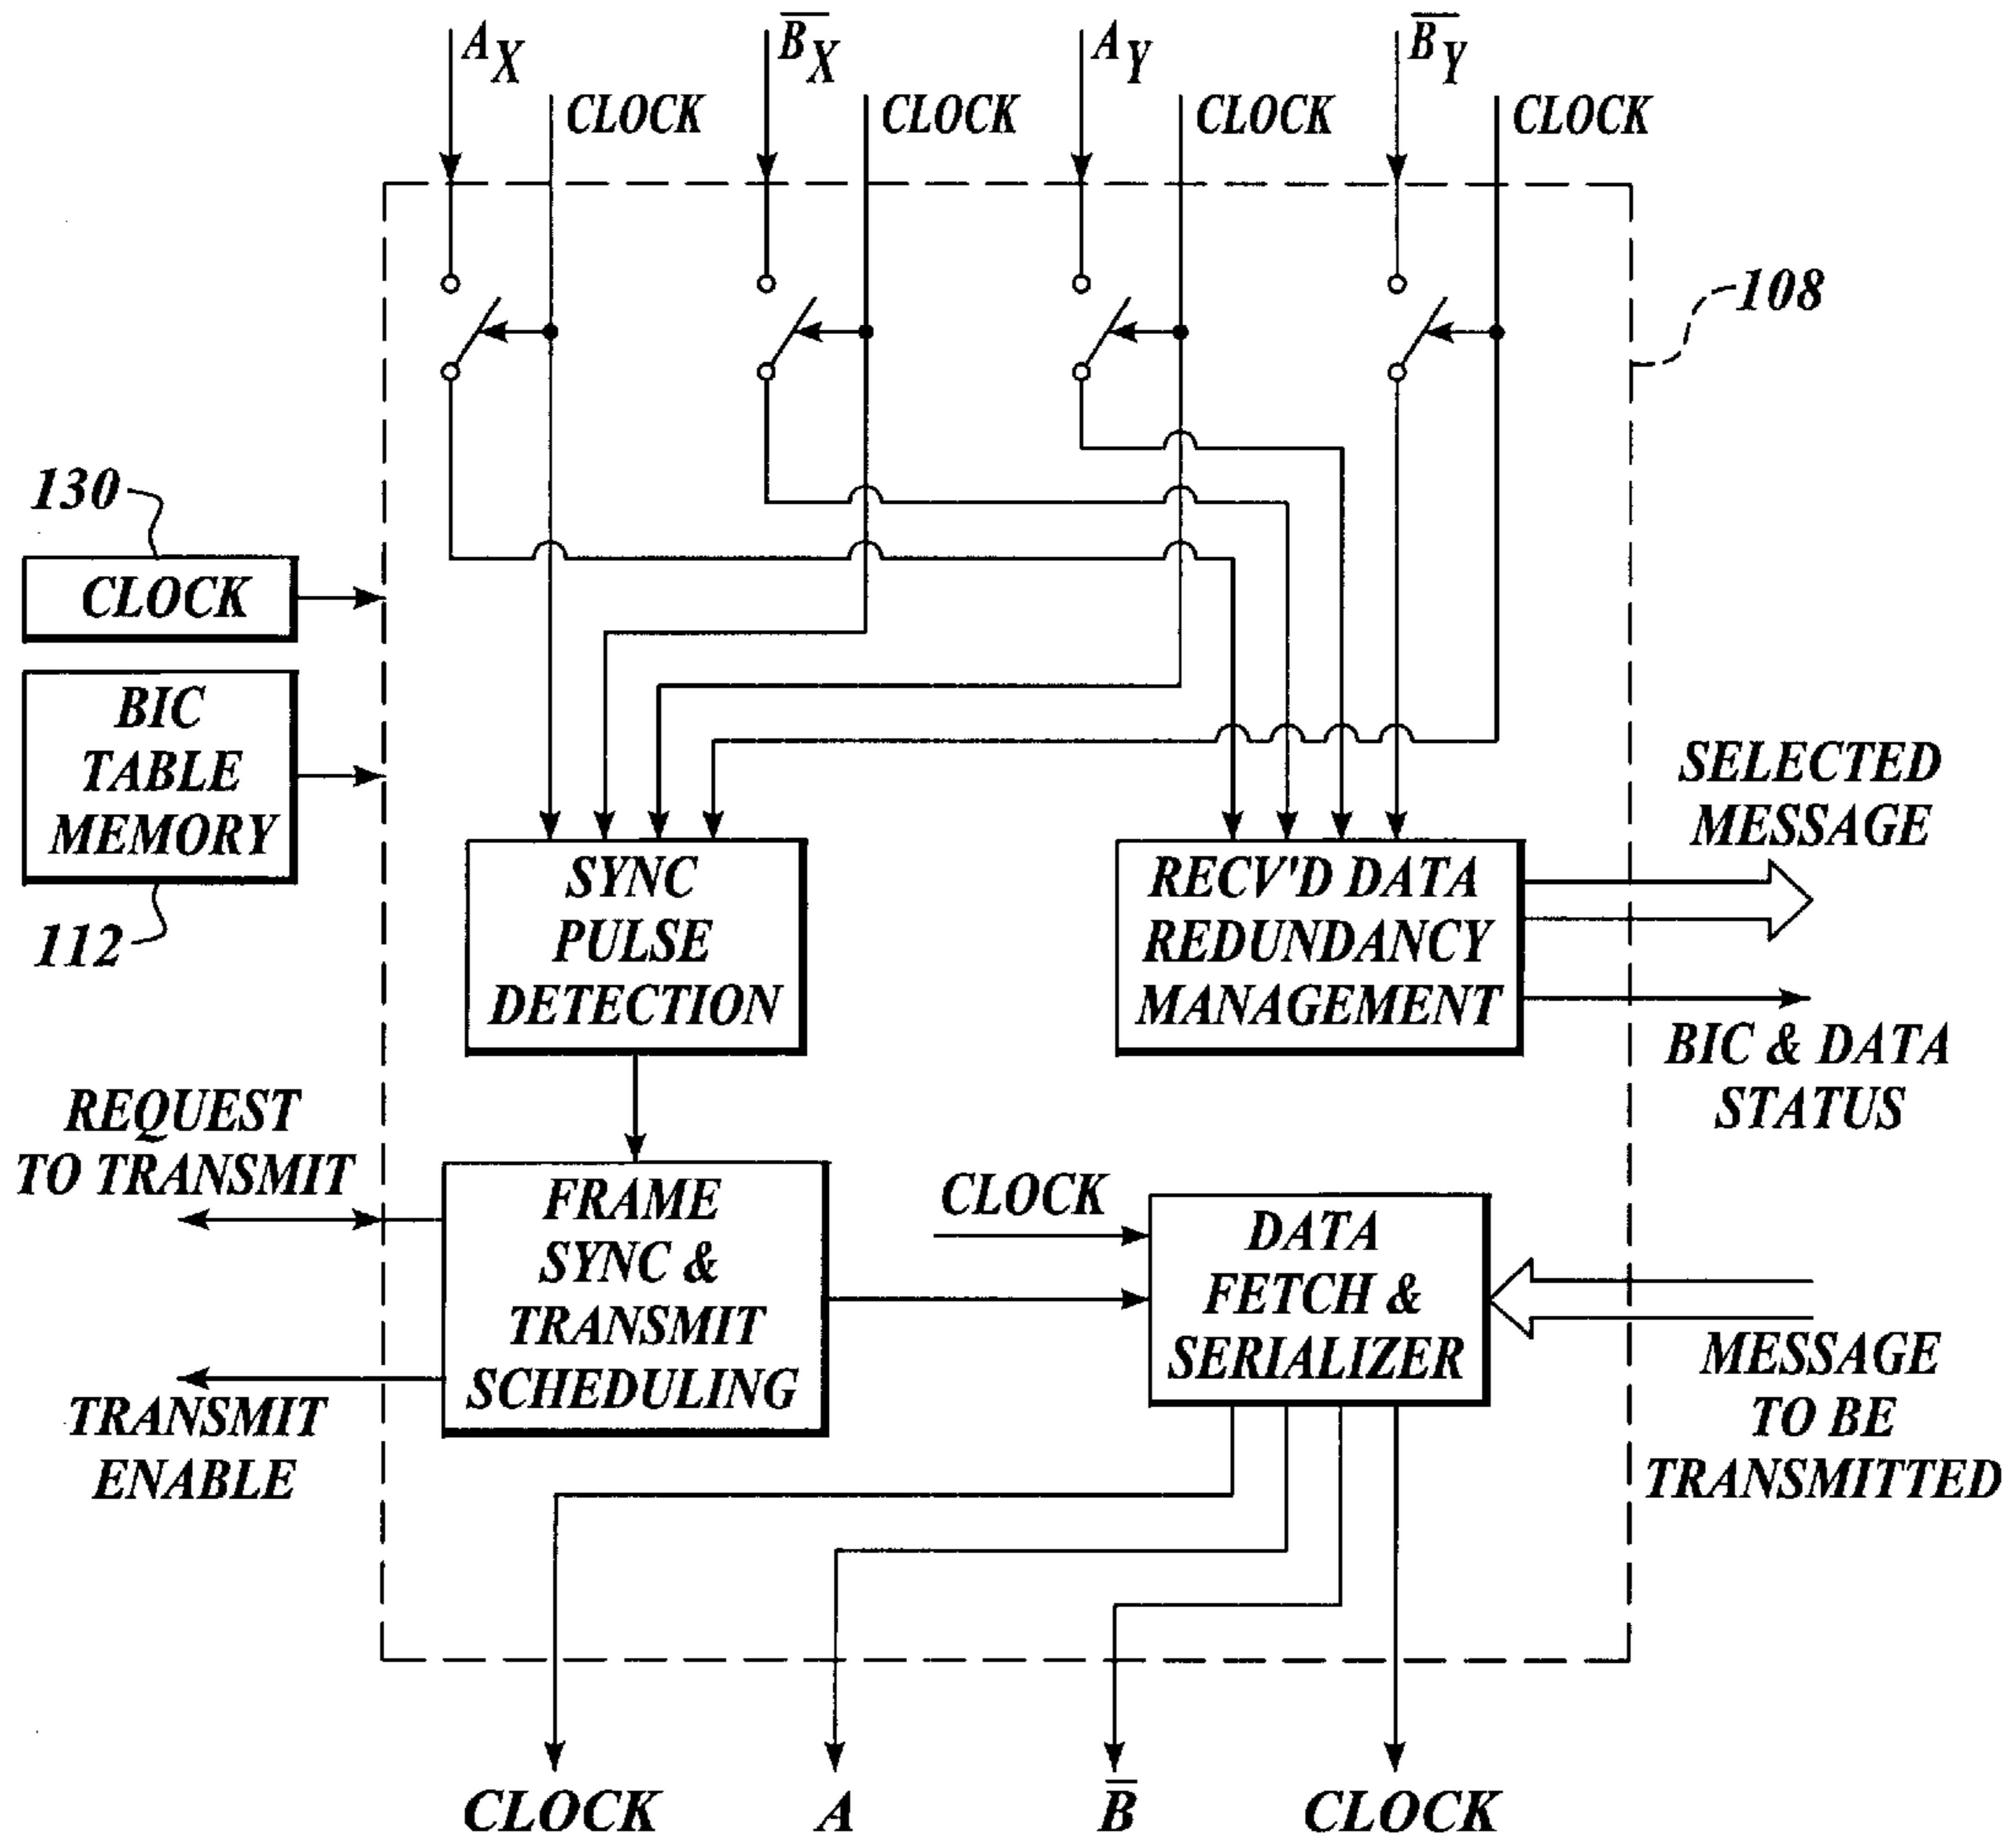 A_X
B̅_X̅
A_Y
B̅_Y̅
CLOCK
CLOCK
CLOCK
CLOCK
108
130
CLOCK
BIC
TABLE
MEMORY
112
SELECTED
MESSAGE
SYNC
PULSE
DETECTION
RECV'D DATA
REDUNDANCY
MANAGEMENT
BIC & DATA
STATUS
REQUEST
TO TRANSMIT
FRAME
SYNC &
TRANSMIT
SCHEDULING
CLOCK
DATA
FETCH &
SERIALIZER
TRANSMIT
ENABLE
MESSAGE
TO BE
TRANSMITTED
CLOCK
A
B̅
CLOCK